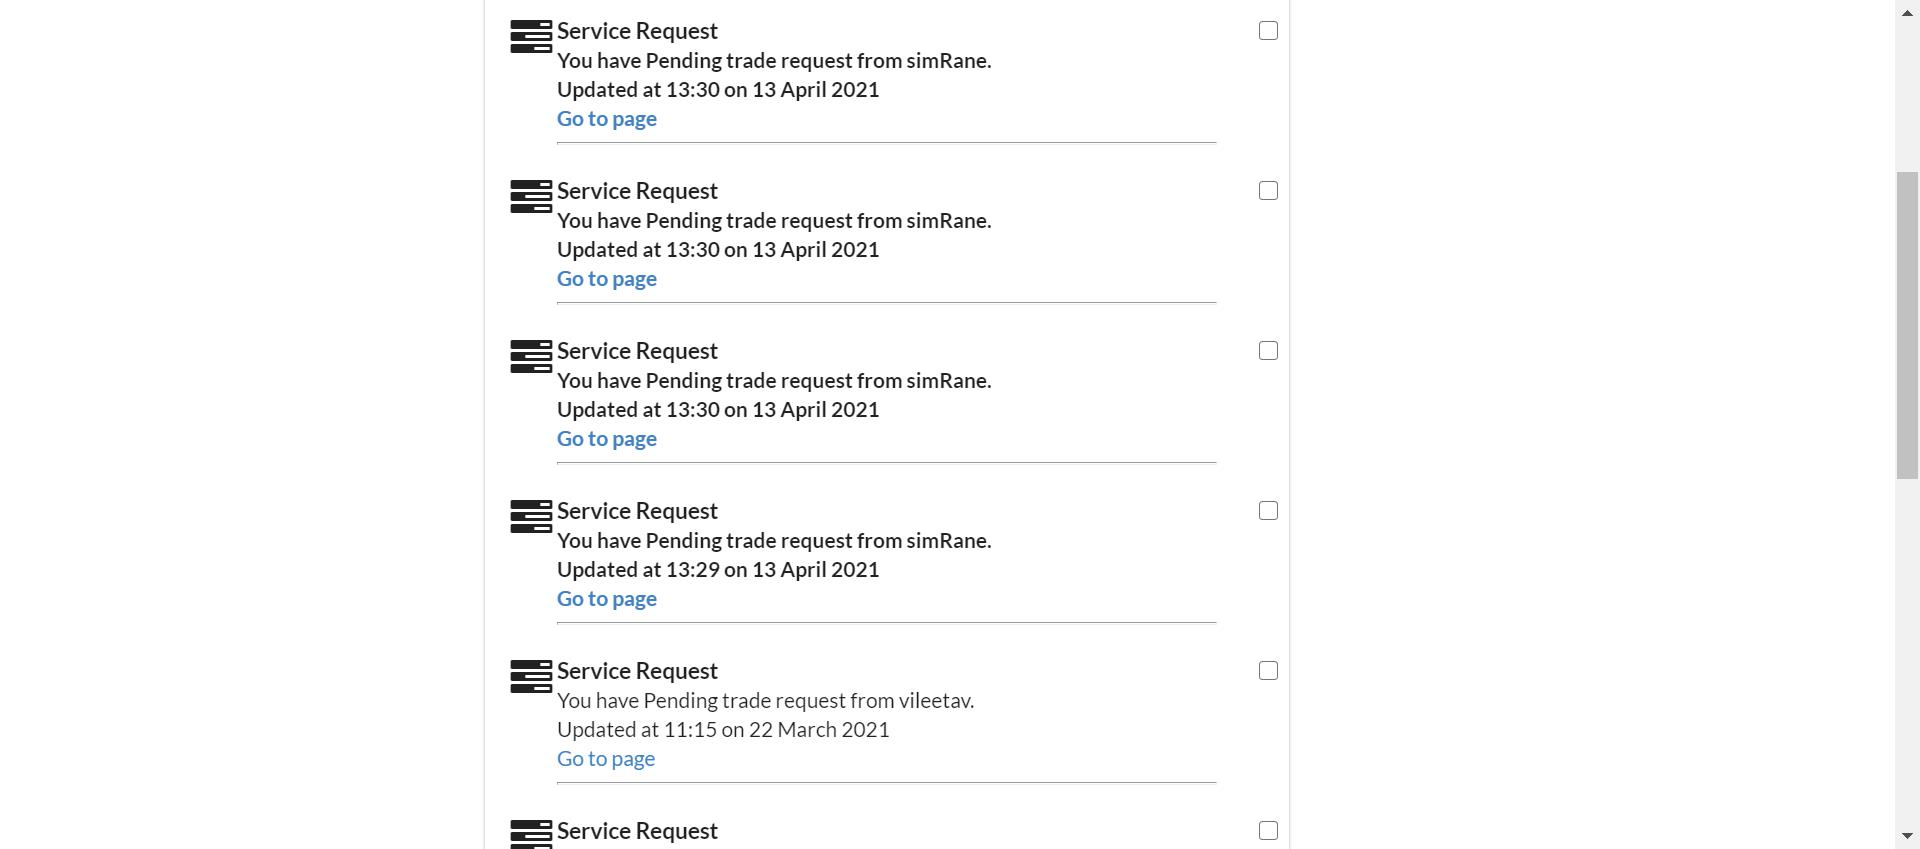 Service Request
You have Pending trade request from simRane.
Updated at 13:30 on 13 April 2021
Go to page
Service Request
You have Pending trade request from simRane.
Updated at 13:30 on 13 April 2021
Go to page
Service Request
You have Pending trade request from simRane.
Updated at 13:30 on 13 April 2021
Go to page
Service Request
You have Pending trade request from simRane.
Updated at 13:29 on 13 April 2021
Go to page
Service Request
You have Pending trade request from vileetav.
Updated at 11:15 on 22 March 2021
Go to page
Service Request